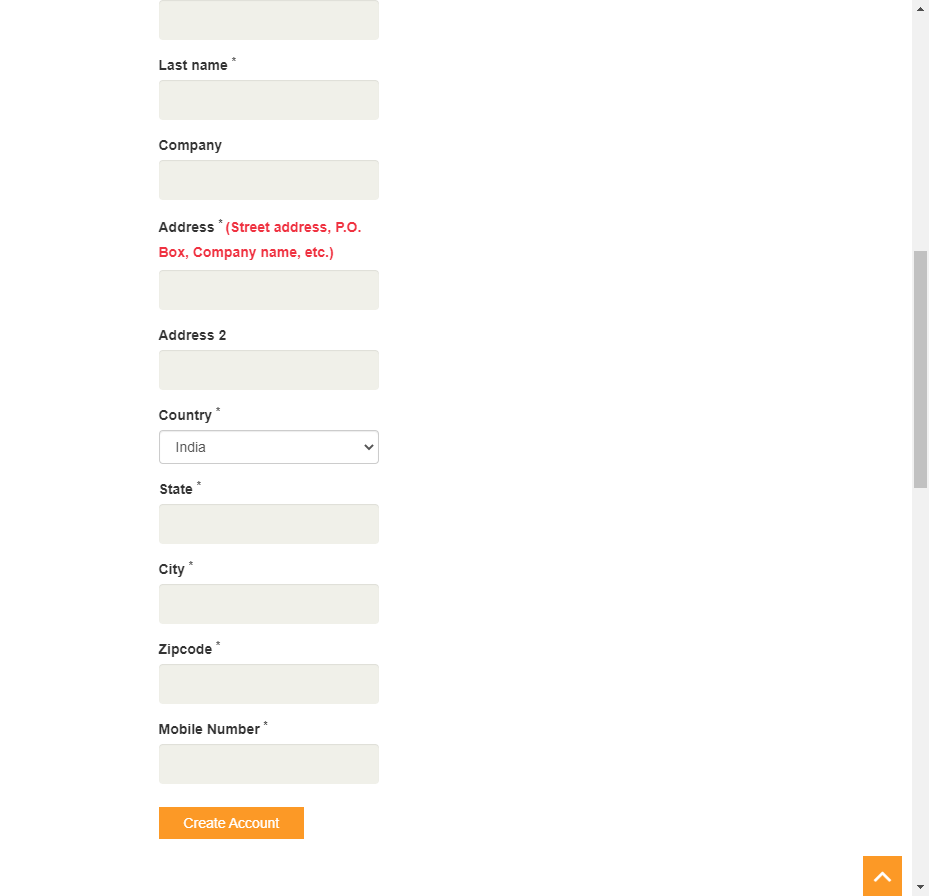 Last name *
Company
Address * (Street address, P.O.
Box, Company name, etc.)
Address 2
Country *
India
State *
City *
Zipcode *
Mobile Number *
Create Account